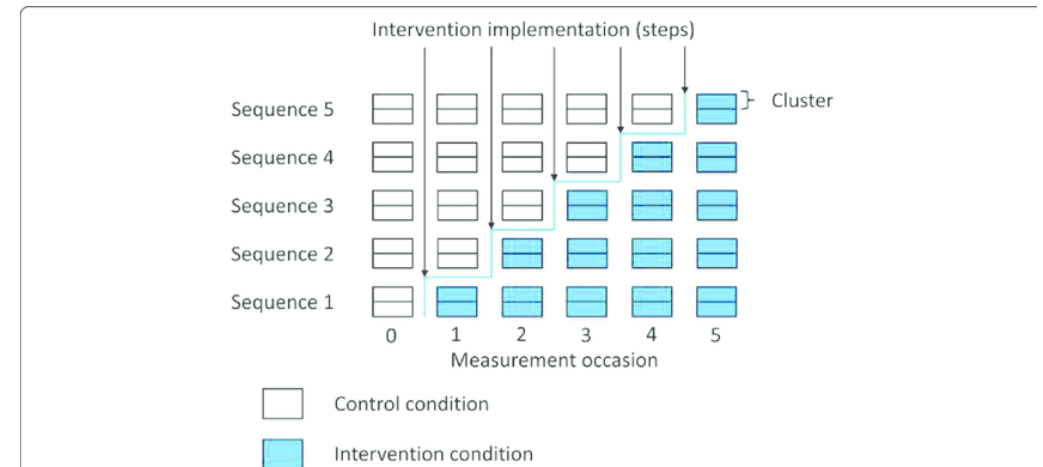 Intervention implementation (steps)
Sequence 5
Cluster
Sequence 4
Sequence 3
Sequence 2
Sequence 1
0 1 2 3 4 5
Measurement occasion
Control condition
Intervention condition